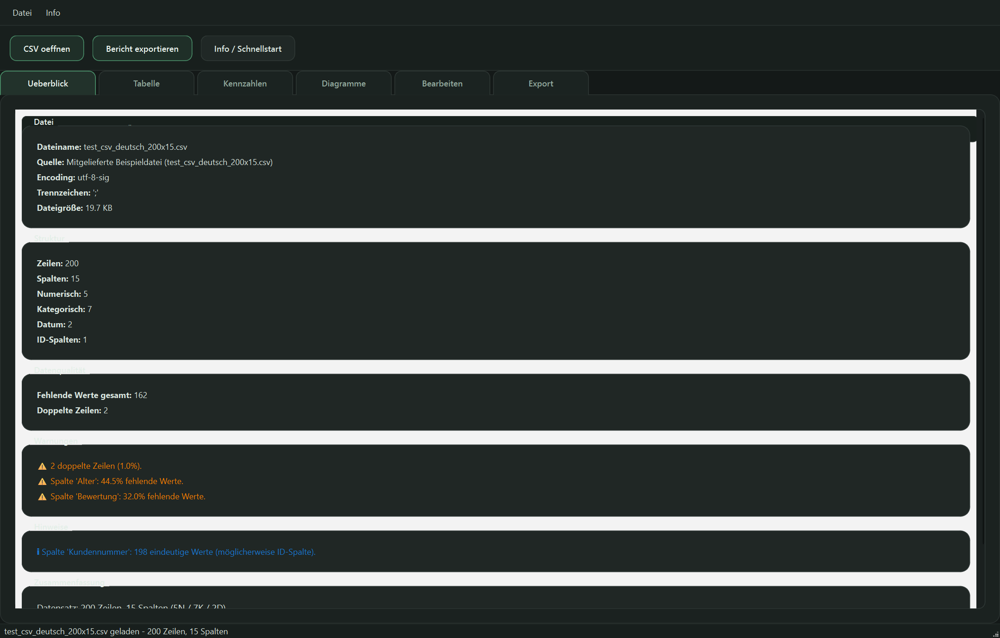 Datei Info
CSV oeffnen Bericht exportieren Info / Schnellstart
Ueberblick Tabelle Kennzahlen Diagramme Bearbeiten Export
Datei
Dateiname: test_csv_deutsch_200x15.csv
Quelle: Mitgelieferte Beispieldatei (test_csv_deutsch_200x15.csv)
Encoding: utf-8-sig
Trennzeichen: ';'
Dateigröße: 19.7 KB
Struktur
Zeilen: 200
Spalten: 15
Numerisch: 5
Kategorisch: 7
Datum: 2
ID-Spalten: 1
Datenqualität
Fehlende Werte gesamt: 162
Doppelte Zeilen: 2
Warnungen
⚠ 2 doppelte Zeilen (1.0%).
⚠ Spalte 'Alter': 44.5% fehlende Werte.
⚠ Spalte 'Bewertung': 32.0% fehlende Werte.
Hinweise
ℹ Spalte 'Kundennummer': 198 eindeutige Werte (möglicherweise ID-Spalte).
Zusammenfassung
Datensatz: 200 Zeilen, 15 Spalten (5N / 7K / 2D)
test_csv_deutsch_200x15.csv geladen - 200 Zeilen, 15 Spalten